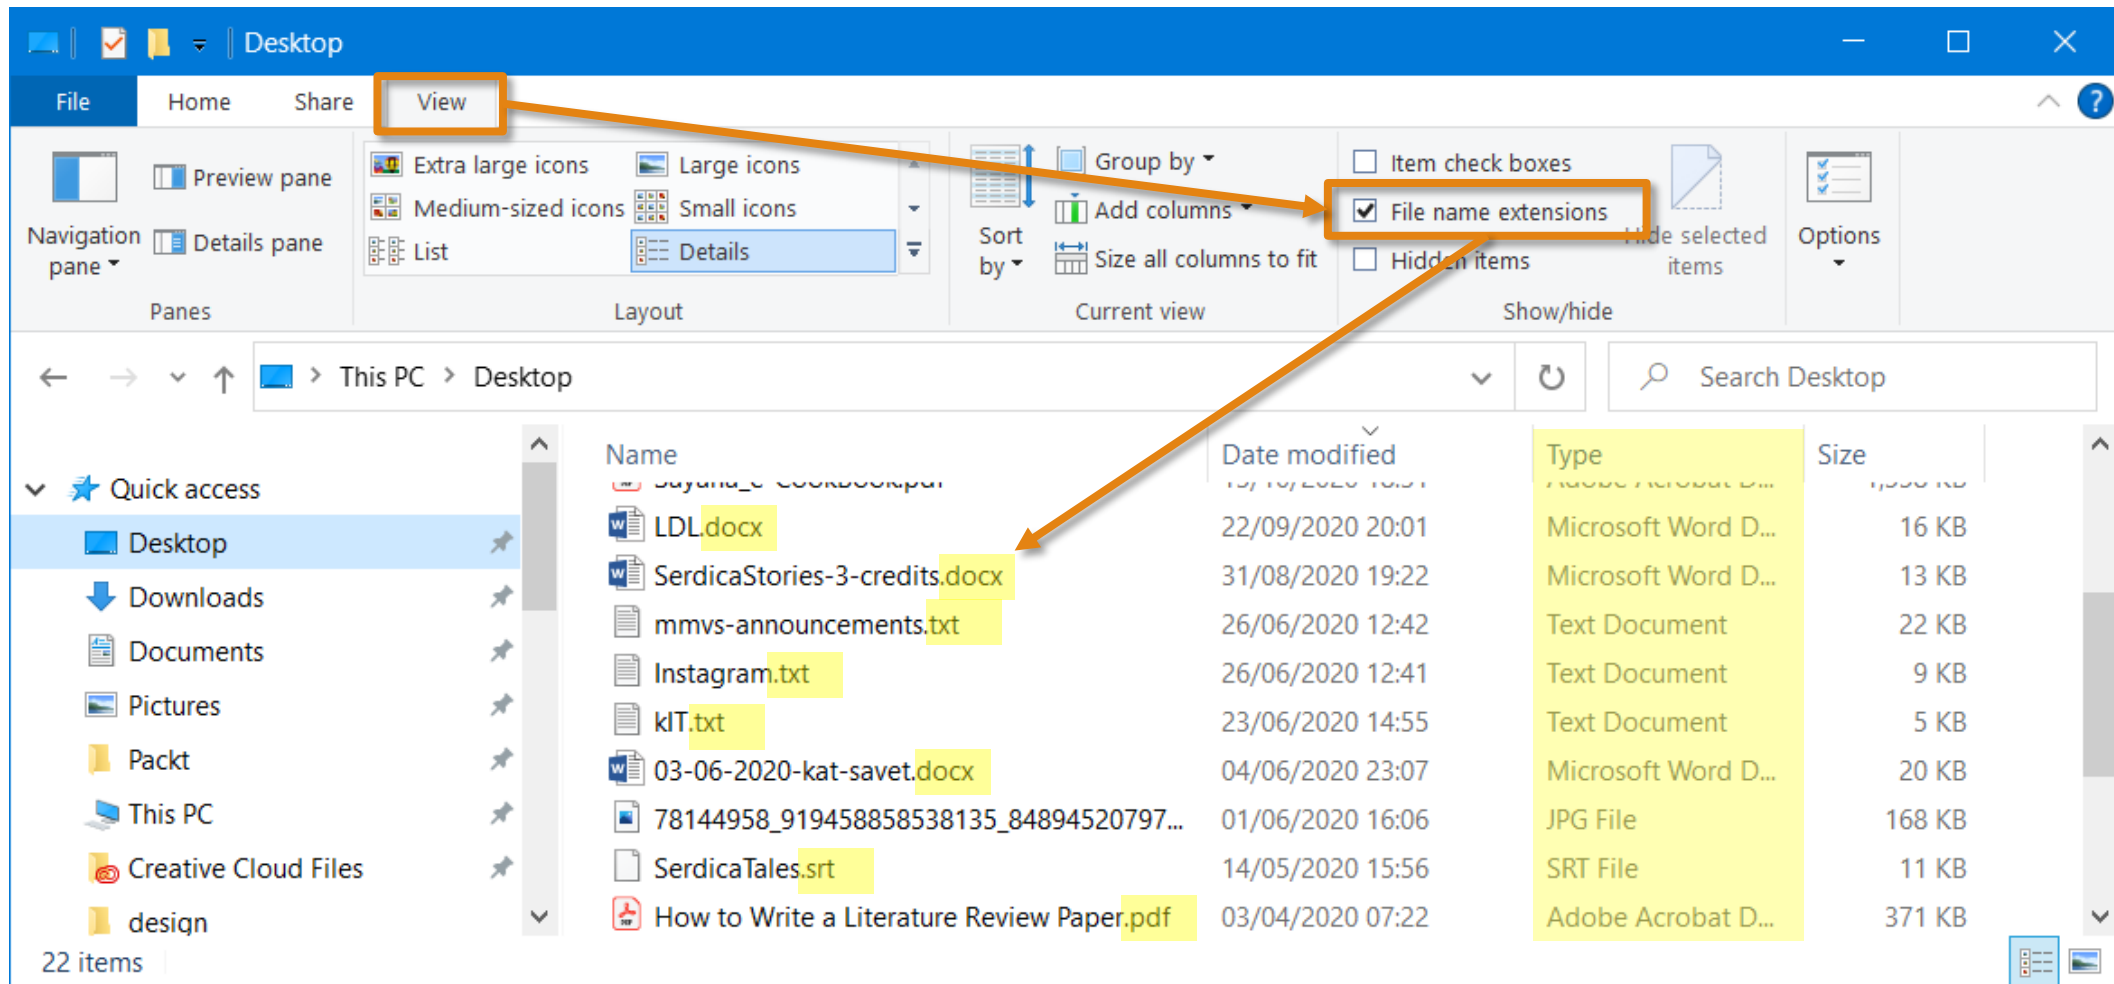 Desktop
File Home Share View
Navigation pane
Preview pane
Details pane
Panes
Extra large icons Large icons
Medium-sized icons Small icons
List Details
Layout
Sort by
Group by
Add columns
Size all columns to fit
Current view
Item check boxes
File name extensions
Hidden items
Hide selected items
Show/hide
Options
This PC > Desktop
Search Desktop
Quick access
Desktop
Downloads
Documents
Pictures
Packt
This PC
Creative Cloud Files
design
Name Date modified Type Size
Sayana_e-CookBook.pdf
LDL.docx 22/09/2020 20:01 Microsoft Word D... 16 KB
SerdicaStories-3-credits.docx 31/08/2020 19:22 Microsoft Word D... 13 KB
mmvs-announcements.txt 26/06/2020 12:42 Text Document 22 KB
Instagram.txt 26/06/2020 12:41 Text Document 9 KB
kIT.txt 23/06/2020 14:55 Text Document 5 KB
03-06-2020-kat-savet.docx 04/06/2020 23:07 Microsoft Word D... 20 KB
78144958_919458858538135_84894520797... 01/06/2020 16:06 JPG File 168 KB
SerdicaTales.srt 14/05/2020 15:56 SRT File 11 KB
How to Write a Literature Review Paper.pdf 03/04/2020 07:22 Adobe Acrobat D... 371 KB
22 items